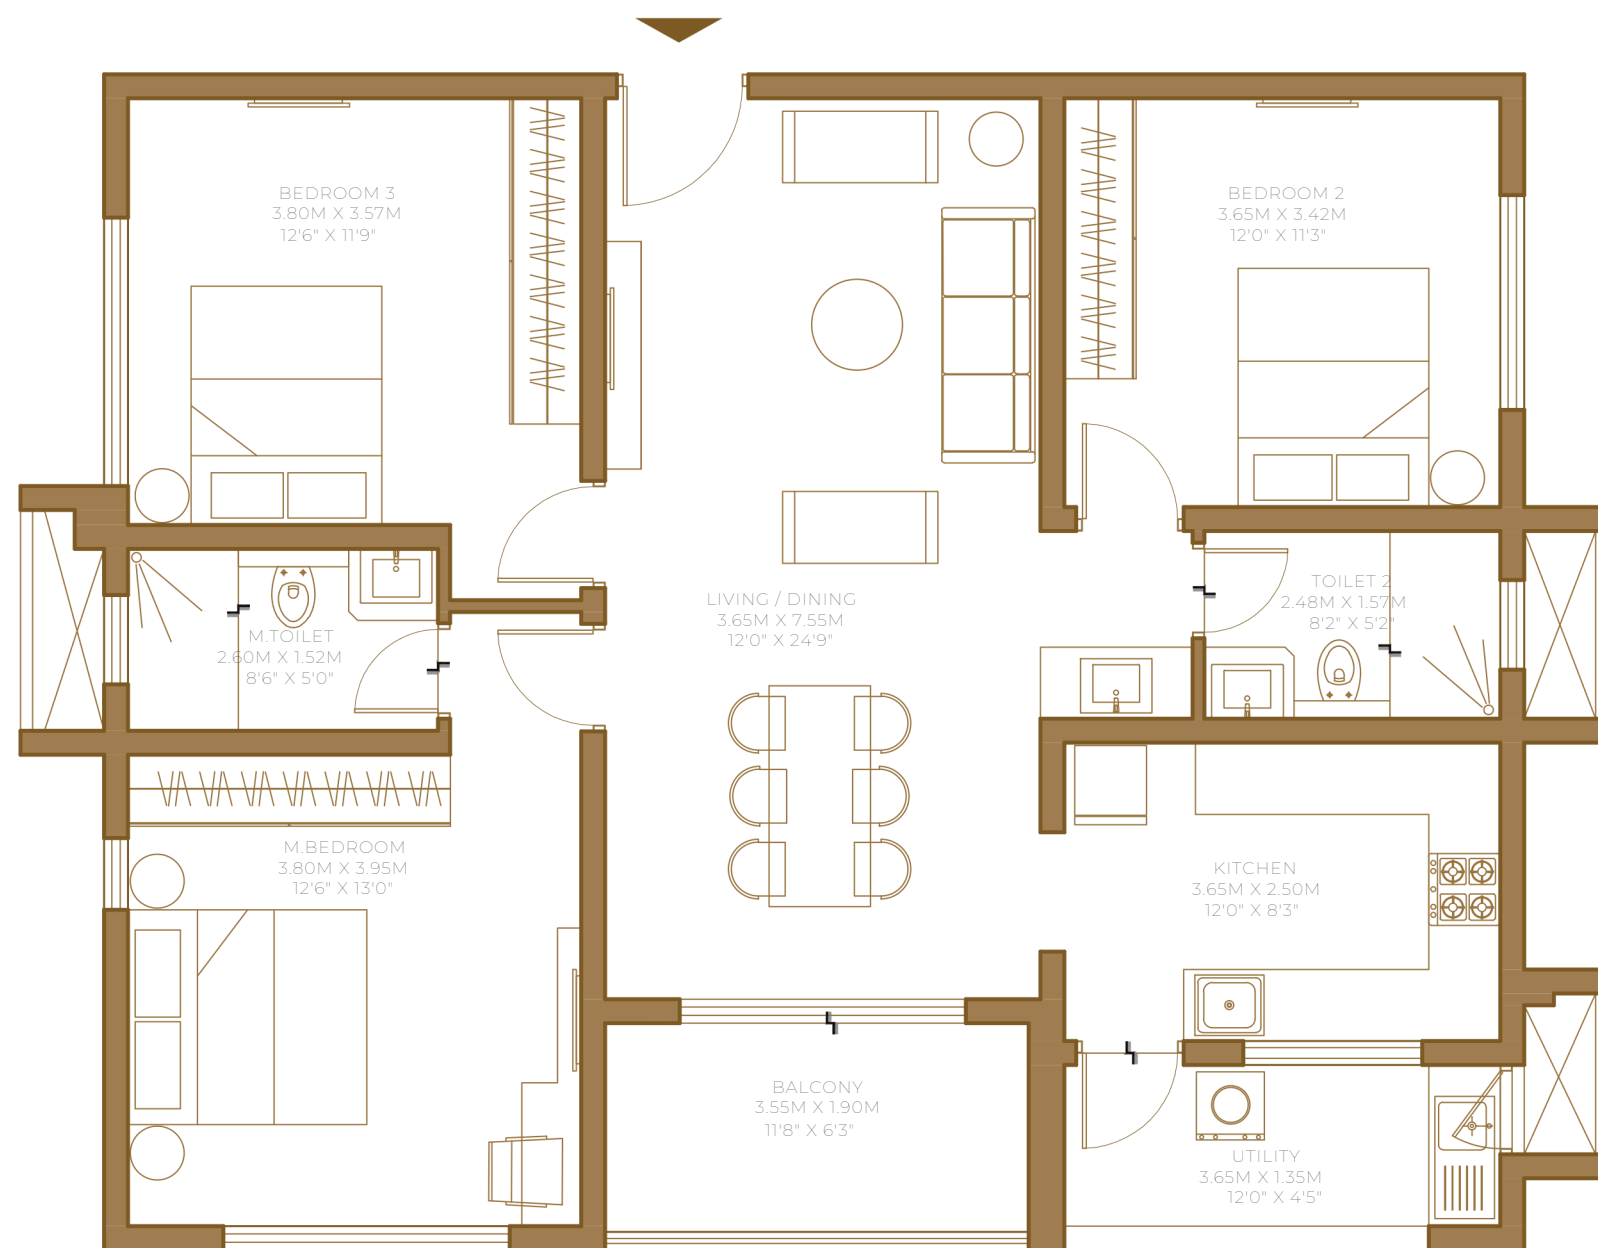 BEDROOM 3
3.80M X 3.57M
12'6" X 11'9"
BEDROOM 2
3.65M X 3.42M
12'0" X 11'3"
LIVING / DINING
3.65M X 7.55M
12'0" X 24'9"
TOILET 2
2.48M X 1.57M
8'2" X 5'2"
M.TOILET
2.60M X 1.52M
8'6" X 5'0"
M.BEDROOM
3.80M X 3.95M
12'6" X 13'0"
KITCHEN
3.65M X 2.50M
12'0" X 8'3"
BALCONY
3.55M X 1.90M
11'8" X 6'3"
UTILITY
3.65M X 1.35M
12'0" X 4'5"